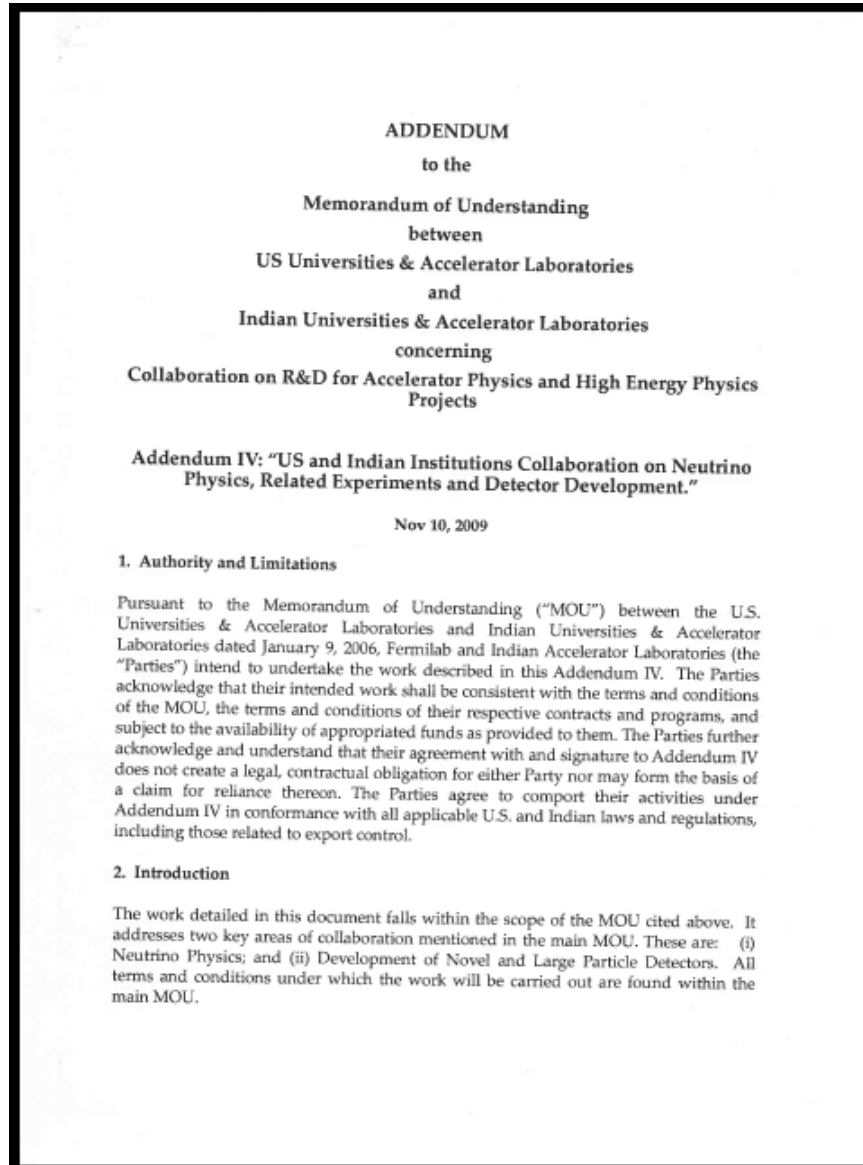 ADDENDUM
to the
Memorandum of Understanding
between
US Universities & Accelerator Laboratories
and
Indian Universities & Accelerator Laboratories
concerning
Collaboration on R&D for Accelerator Physics and High Energy Physics
Projects
Addendum IV: “US and Indian Institutions Collaboration on Neutrino
Physics, Related Experiments and Detector Development.”
Nov 10, 2009
1. Authority and Limitations
Pursuant to the Memorandum of Understanding (“MOU”) between the U.S.
Universities & Accelerator Laboratories and Indian Universities & Accelerator
Laboratories dated January 9, 2006, Fermilab and Indian Accelerator Laboratories (the
“Parties”) intend to undertake the work described in this Addendum IV. The Parties
acknowledge that their intended work shall be consistent with the terms and conditions
of the MOU, the terms and conditions of their respective contracts and programs, and
subject to the availability of appropriated funds as provided to them. The Parties further
acknowledge and understand that their agreement with and signature to Addendum IV
does not create a legal, contractual obligation for either Party nor may form the basis of
a claim for reliance thereon. The Parties agree to comport their activities under
Addendum IV in conformance with all applicable U.S. and Indian laws and regulations,
including those related to export control.
2. Introduction
The work detailed in this document falls within the scope of the MOU cited above. It
addresses two key areas of collaboration mentioned in the main MOU. These are: (i)
Neutrino Physics; and (ii) Development of Novel and Large Particle Detectors. All
terms and conditions under which the work will be carried out are found within the
main MOU.